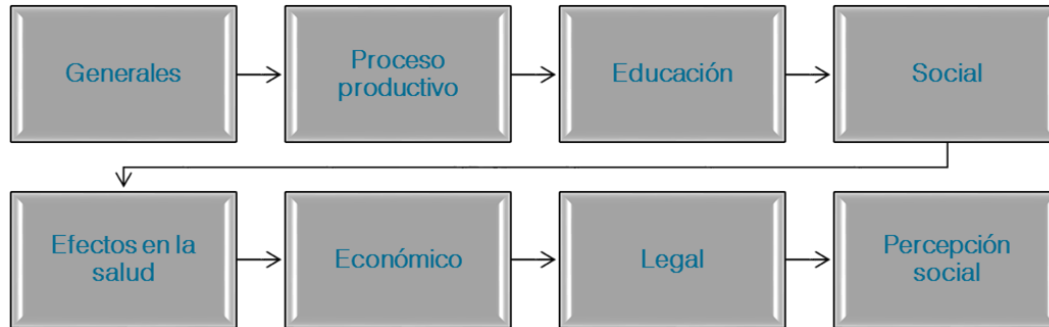 Generales
Proceso
productivo
Educación
Social
Efectos en la
salud
Económico
Legal
Percepción
social